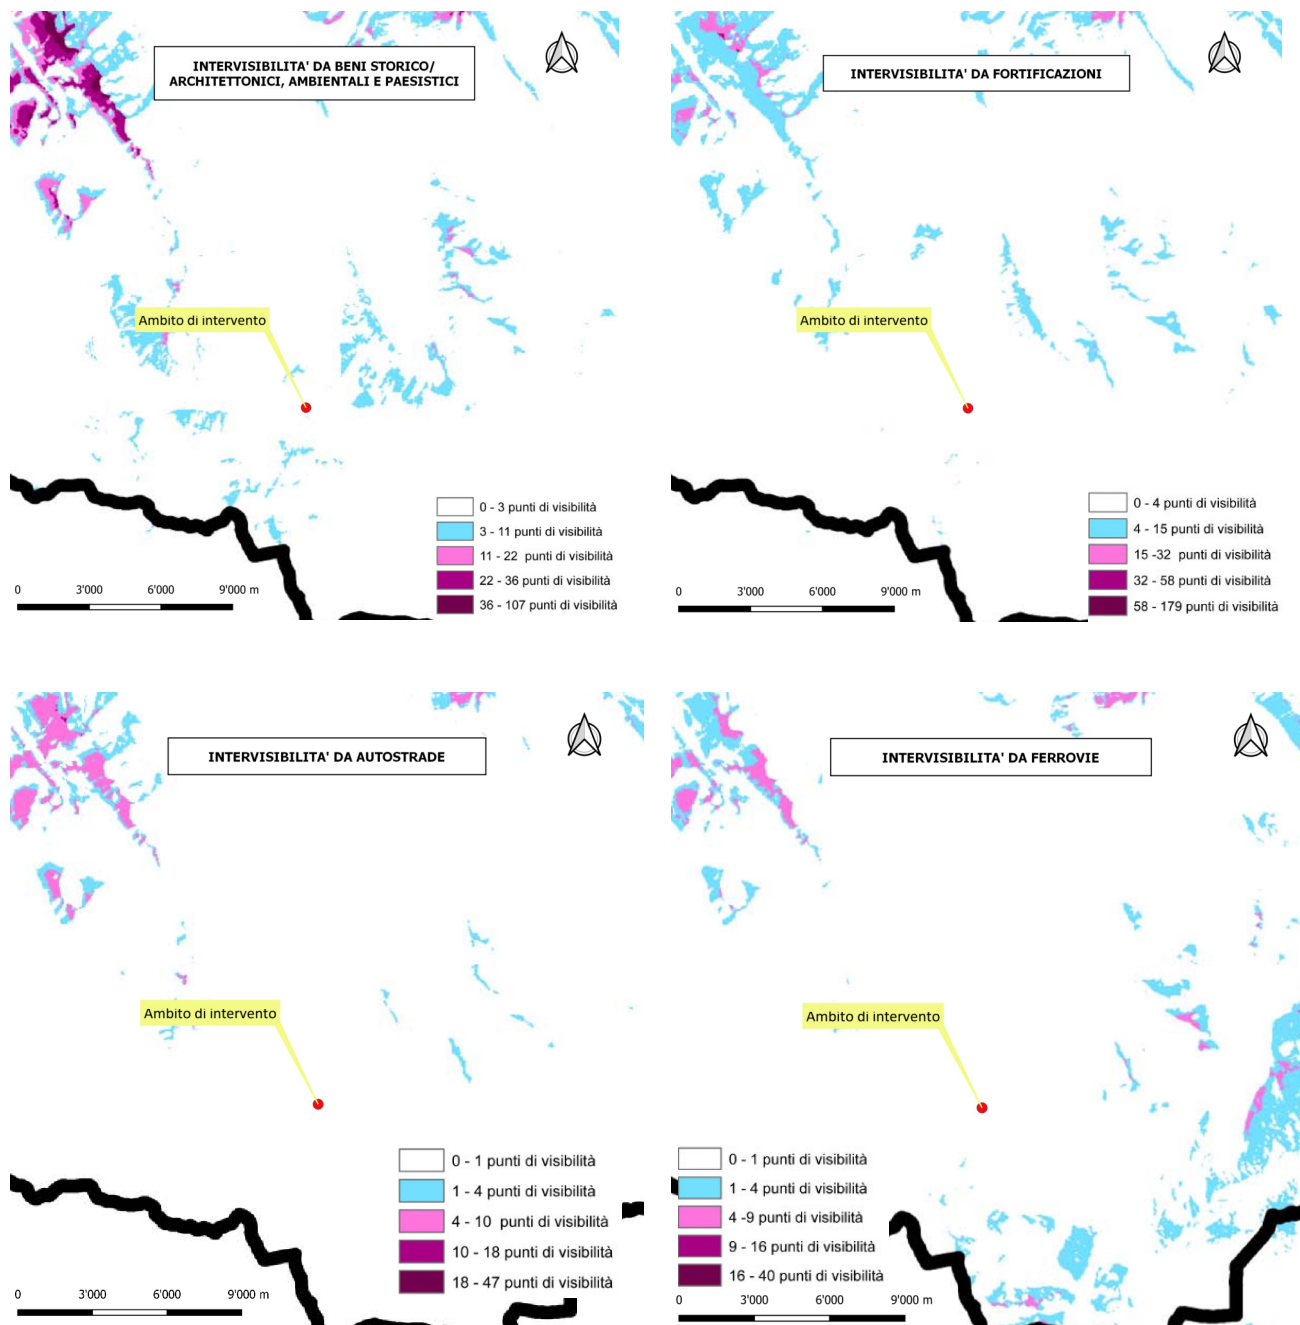 INTERVISIBILITA' DA BENI STORICO/
ARCHITETTONICI, AMBIENTALI E PAESISTICI
Ambito di intervento
0 - 3 punti di visibilità
3 - 11 punti di visibilità
11 - 22 punti di visibilità
22 - 36 punti di visibilità
36 - 107 punti di visibilità
0 3'000 6'000 9'000 m
INTERVISIBILITA' DA FORTIFICAZIONI
Ambito di intervento
0 - 4 punti di visibilità
4 - 15 punti di visibilità
15 -32 punti di visibilità
32 - 58 punti di visibilità
58 - 179 punti di visibilità
0 3'000 6'000 9'000 m
INTERVISIBILITA' DA AUTOSTRADE
Ambito di intervento
0 - 1 punti di visibilità
1 - 4 punti di visibilità
4 - 10 punti di visibilità
10 - 18 punti di visibilità
18 - 47 punti di visibilità
0 3'000 6'000 9'000 m
INTERVISIBILITA' DA FERROVIE
Ambito di intervento
0 - 1 punti di visibilità
1 - 4 punti di visibilità
4 -9 punti di visibilità
9 - 16 punti di visibilità
16 - 40 punti di visibilità
0 3'000 6'000 9'000 m